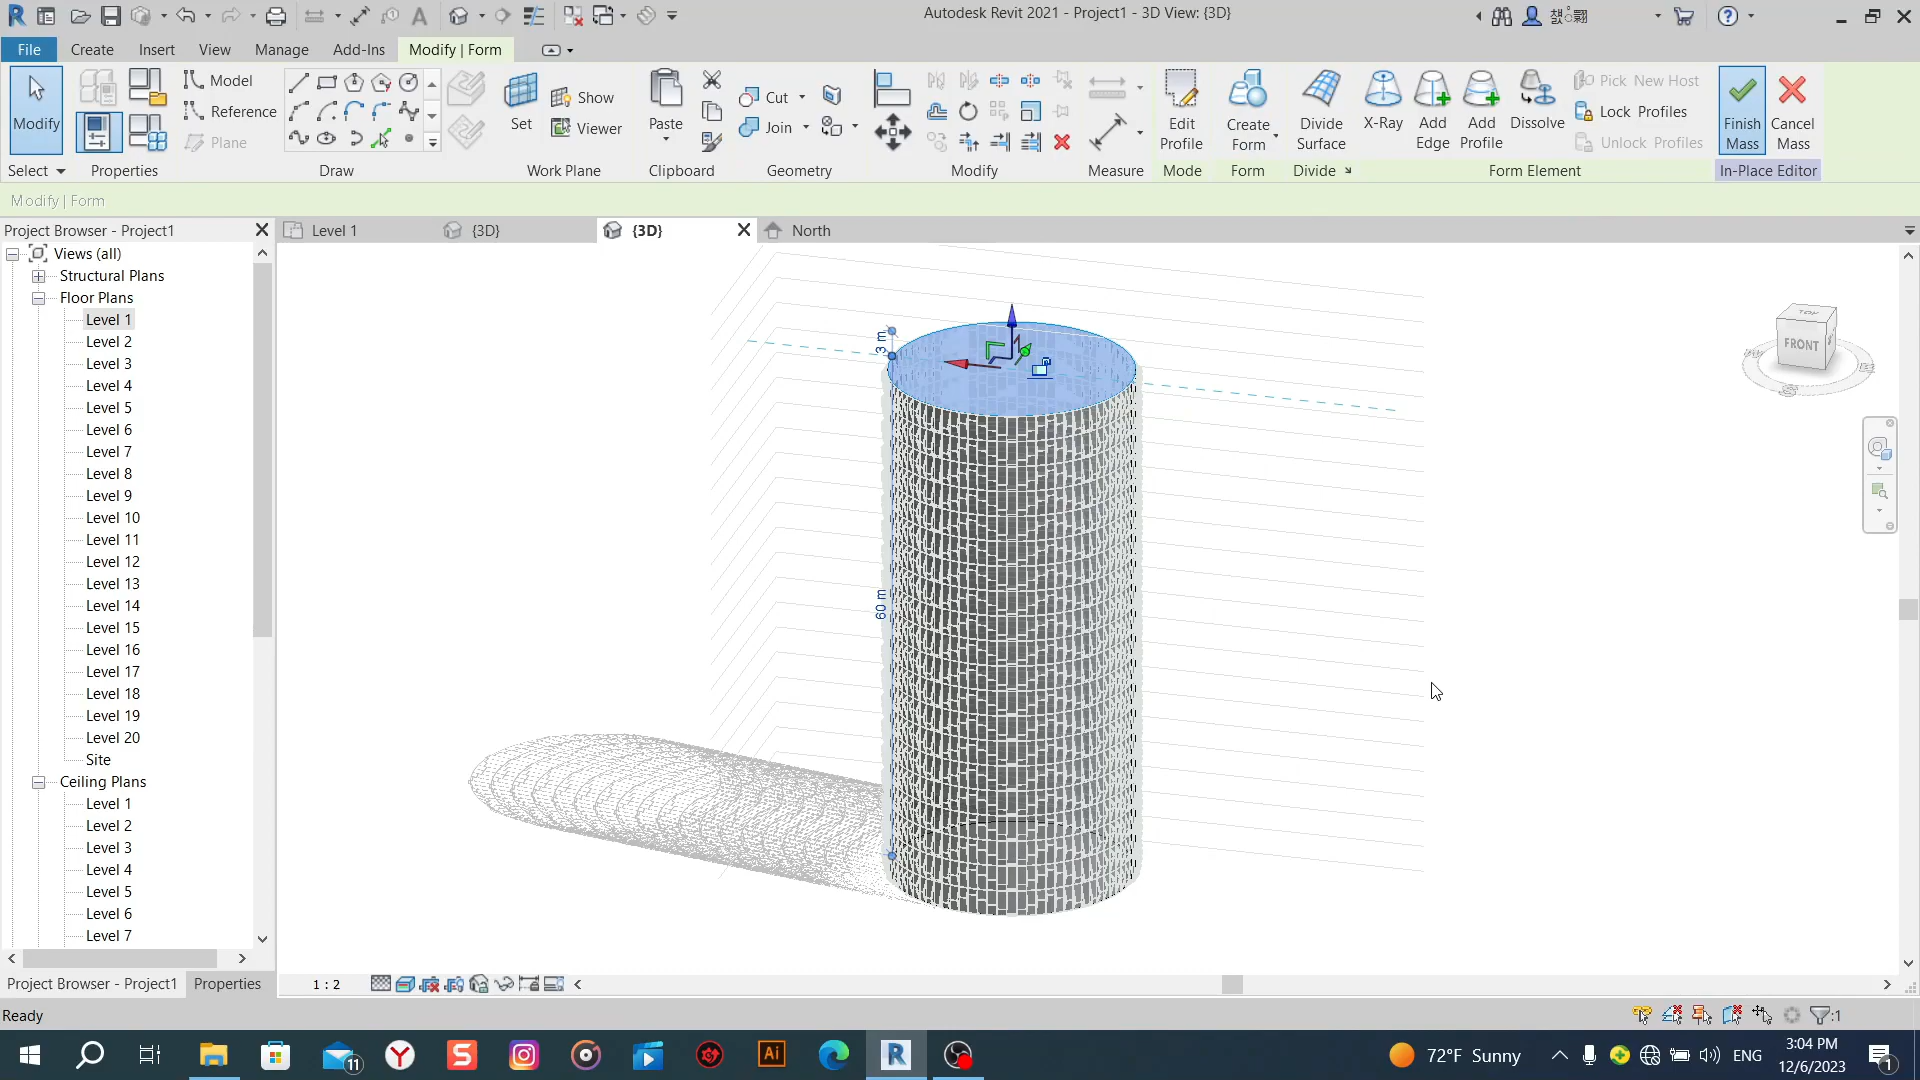 Autodesk Revit 2021 - Project1 - 3D View: {3D}
File Create Insert View Manage Add-Ins Modify | Form
Modify
Select
Properties
Model
Reference
Plane
Draw
Set
Show
Viewer
Work Plane
Paste
Clipboard
Cut
Join
Geometry
Modify
Measure
Edit
Profile
Mode
Create
Form
Form
Divide
Surface
Divide
X-Ray
Add
Edge
Add
Profile
Dissolve
Pick New Host
Lock Profiles
Unlock Profiles
Form Element
Finish
Mass
Cancel
Mass
In-Place Editor
Modify | Form
Project Browser - Project1
Level 1 {3D} {3D} North
Views (all)
Structural Plans
Floor Plans
Level 1
Level 2
Level 3
Level 4
Level 5
Level 6
Level 7
Level 8
Level 9
Level 10
Level 11
Level 12
Level 13
Level 14
Level 15
Level 16
Level 17
Level 18
Level 19
Level 20
Site
Ceiling Plans
Level 1
Level 2
Level 3
Level 4
Level 5
Level 6
Level 7
3 m
60 m
TOP
FRONT
Project Browser - Project1 Properties
1 : 2
Ready
:1
11
Ai
R
72°F Sunny
ENG
3:04 PM
12/6/2023
1